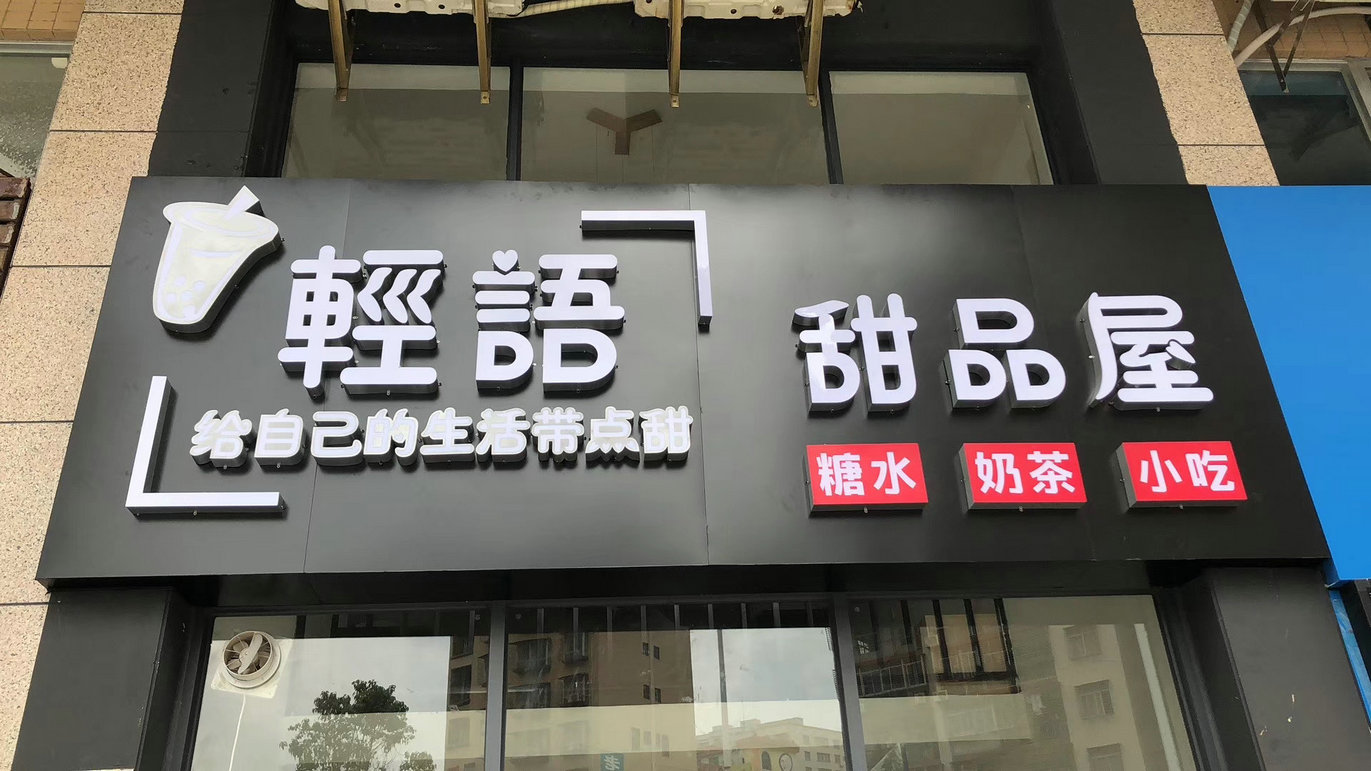 輕語
给自己的生活带点甜
甜品屋
糖水 奶茶 小吃
老